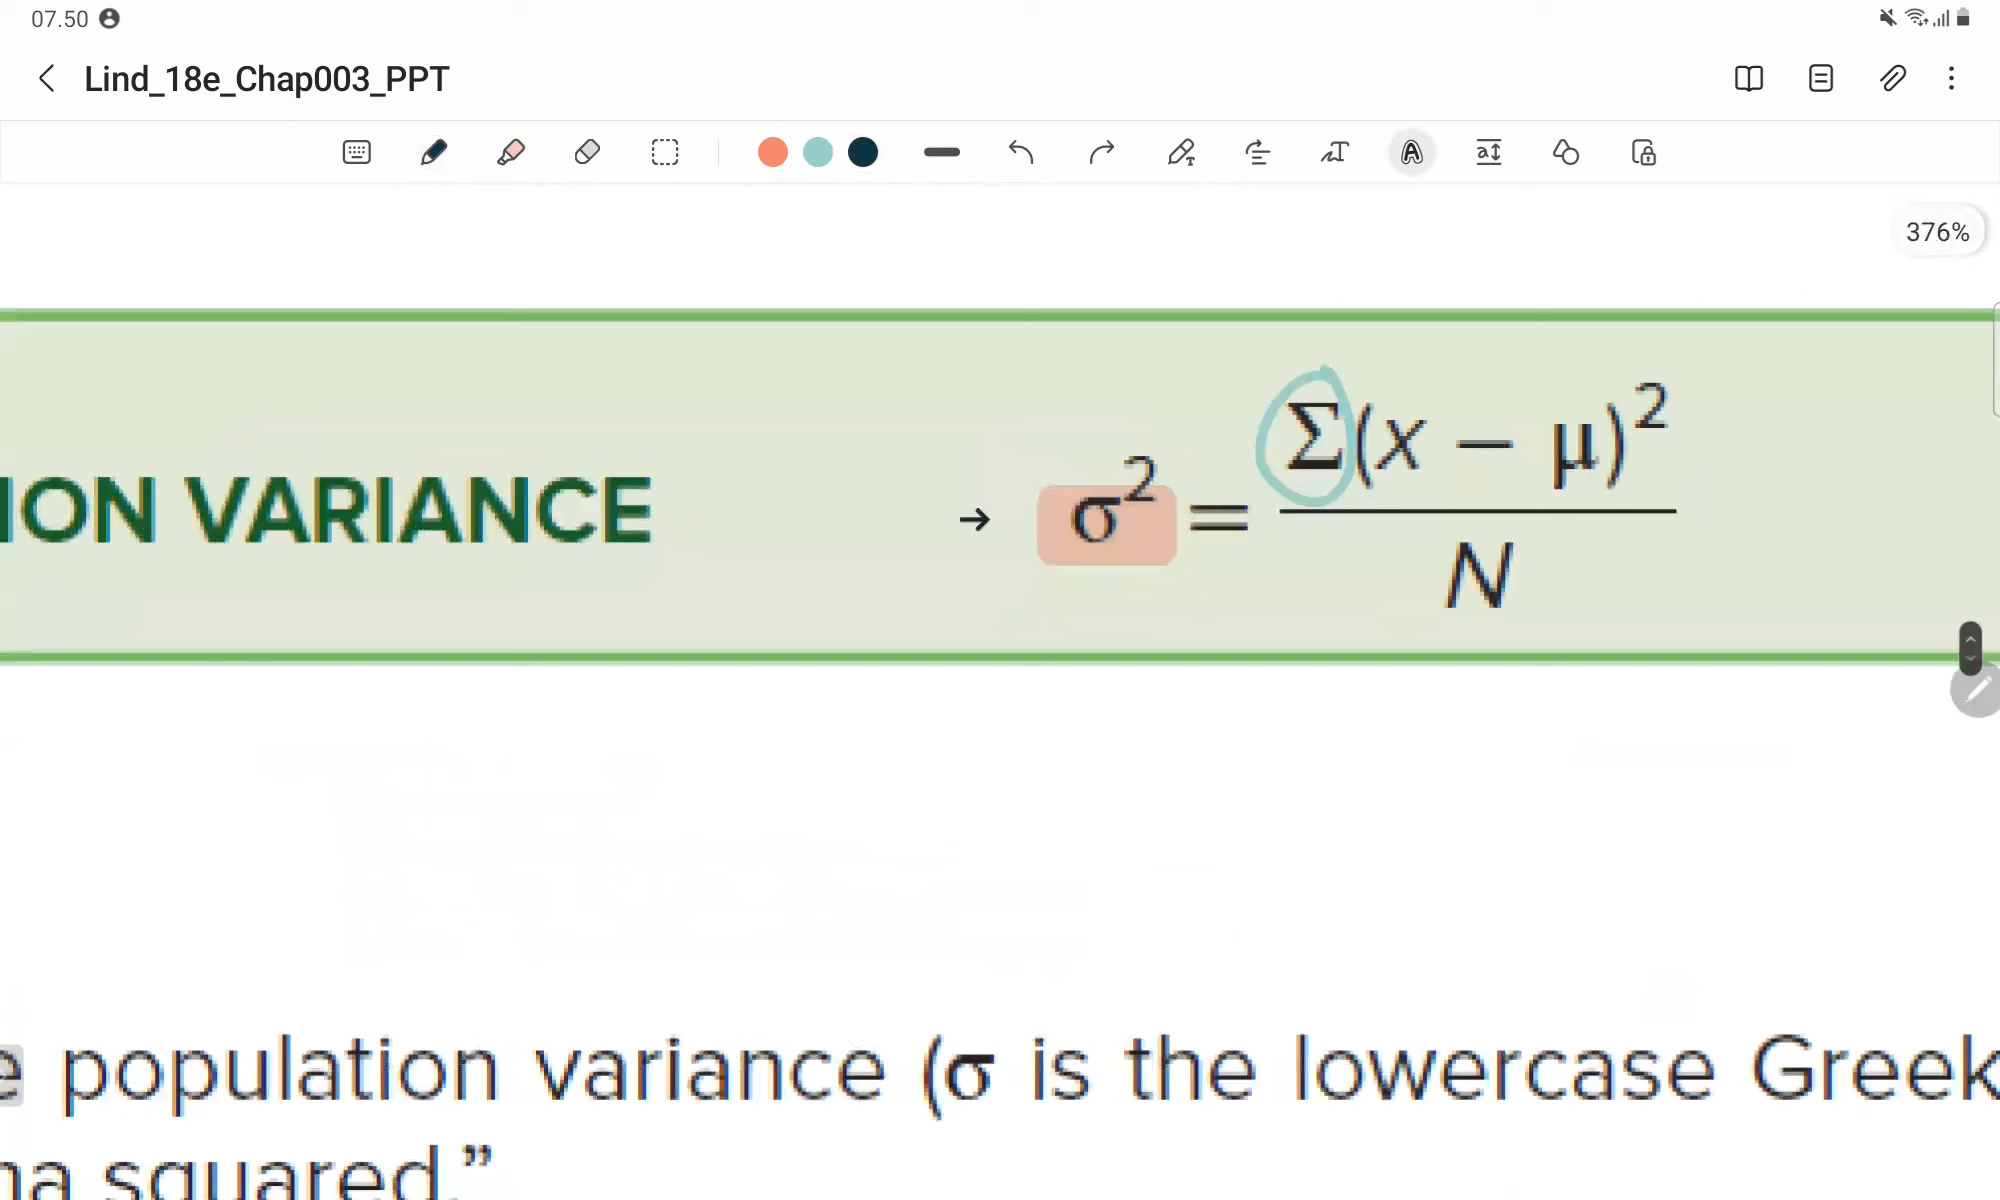 07.50
Lind_18e_Chap003_PPT
376%
ION VARIANCE → σ² = Σ(x − μ)² / N
e population variance (σ is the lowercase Greek
na squared.”